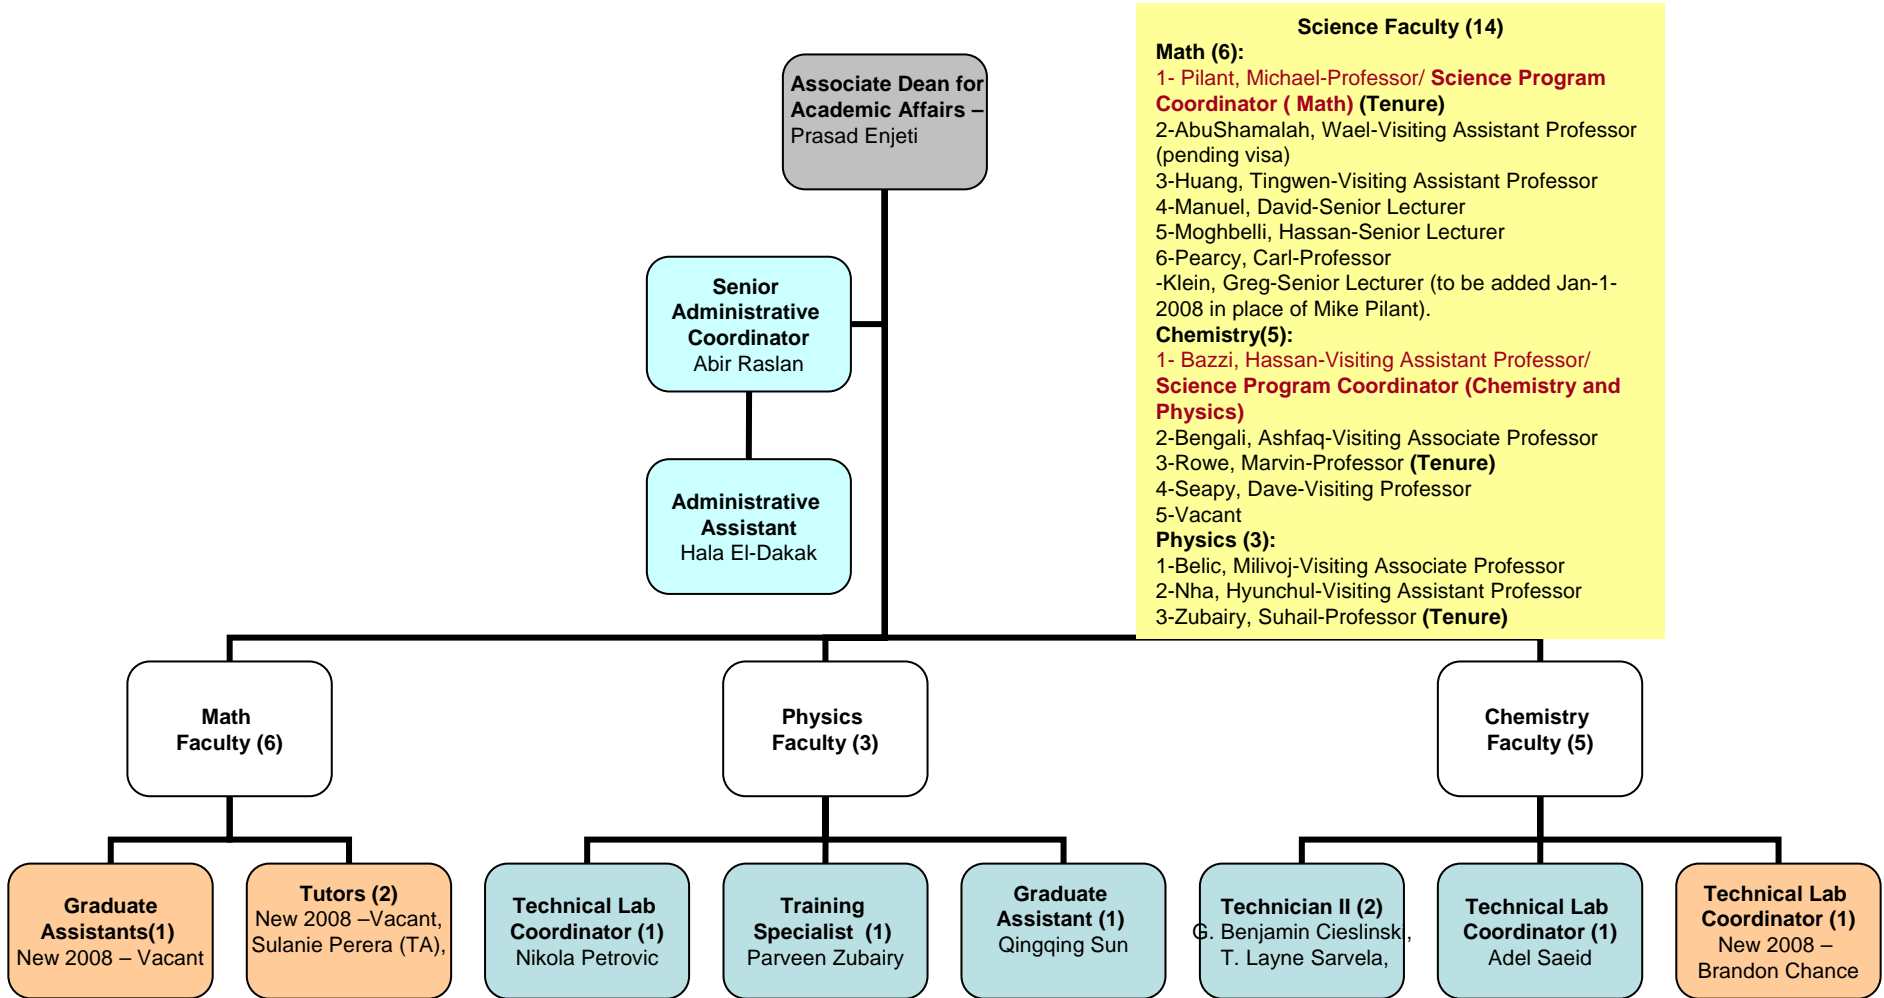 Associate Dean for
Academic Affairs –
Prasad Enjeti
Senior
Administrative
Coordinator
Abir Raslan
Administrative
Assistant
Hala El-Dakak
Science Faculty (14)
Math (6):
1- Pilant, Michael-Professor/ Science Program
Coordinator ( Math) (Tenure)
2-AbuShamalah, Wael-Visiting Assistant Professor
(pending visa)
3-Huang, Tingwen-Visiting Assistant Professor
4-Manuel, David-Senior Lecturer
5-Moghbelli, Hassan-Senior Lecturer
6-Pearcy, Carl-Professor
-Klein, Greg-Senior Lecturer (to be added Jan-1-
2008 in place of Mike Pilant).
Chemistry(5):
1- Bazzi, Hassan-Visiting Assistant Professor/
Science Program Coordinator (Chemistry and
Physics)
2-Bengali, Ashfaq-Visiting Associate Professor
3-Rowe, Marvin-Professor (Tenure)
4-Seapy, Dave-Visiting Professor
5-Vacant
Physics (3):
1-Belic, Milivoj-Visiting Associate Professor
2-Nha, Hyunchul-Visiting Assistant Professor
3-Zubairy, Suhail-Professor (Tenure)
Math
Faculty (6)
Physics
Faculty (3)
Chemistry
Faculty (5)
Graduate
Assistants(1)
New 2008 – Vacant
Tutors (2)
New 2008 –Vacant,
Sulanie Perera (TA),
Technical Lab
Coordinator (1)
Nikola Petrovic
Training
Specialist (1)
Parveen Zubairy
Graduate
Assistant (1)
Qingqing Sun
Technician II (2)
G. Benjamin Cieslinski,
T. Layne Sarvela,
Technical Lab
Coordinator (1)
Adel Saeid
Technical Lab
Coordinator (1)
New 2008 –
Brandon Chance